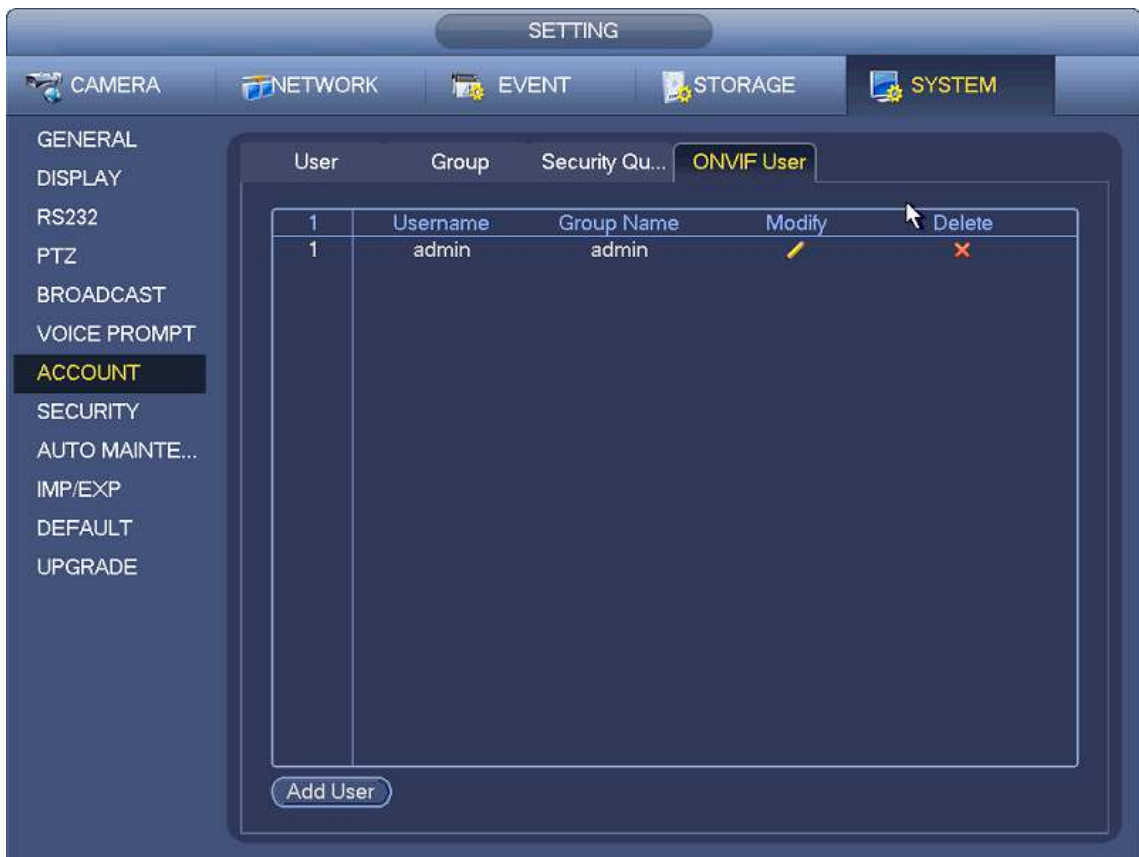 SETTING
CAMERA NETWORK EVENT STORAGE SYSTEM
GENERAL
DISPLAY
RS232
PTZ
BROADCAST
VOICE PROMPT
ACCOUNT
SECURITY
AUTO MAINTE...
IMP/EXP
DEFAULT
UPGRADE
User Group Security Qu... ONVIF User
1 Username Group Name Modify Delete
1 admin admin
Add User